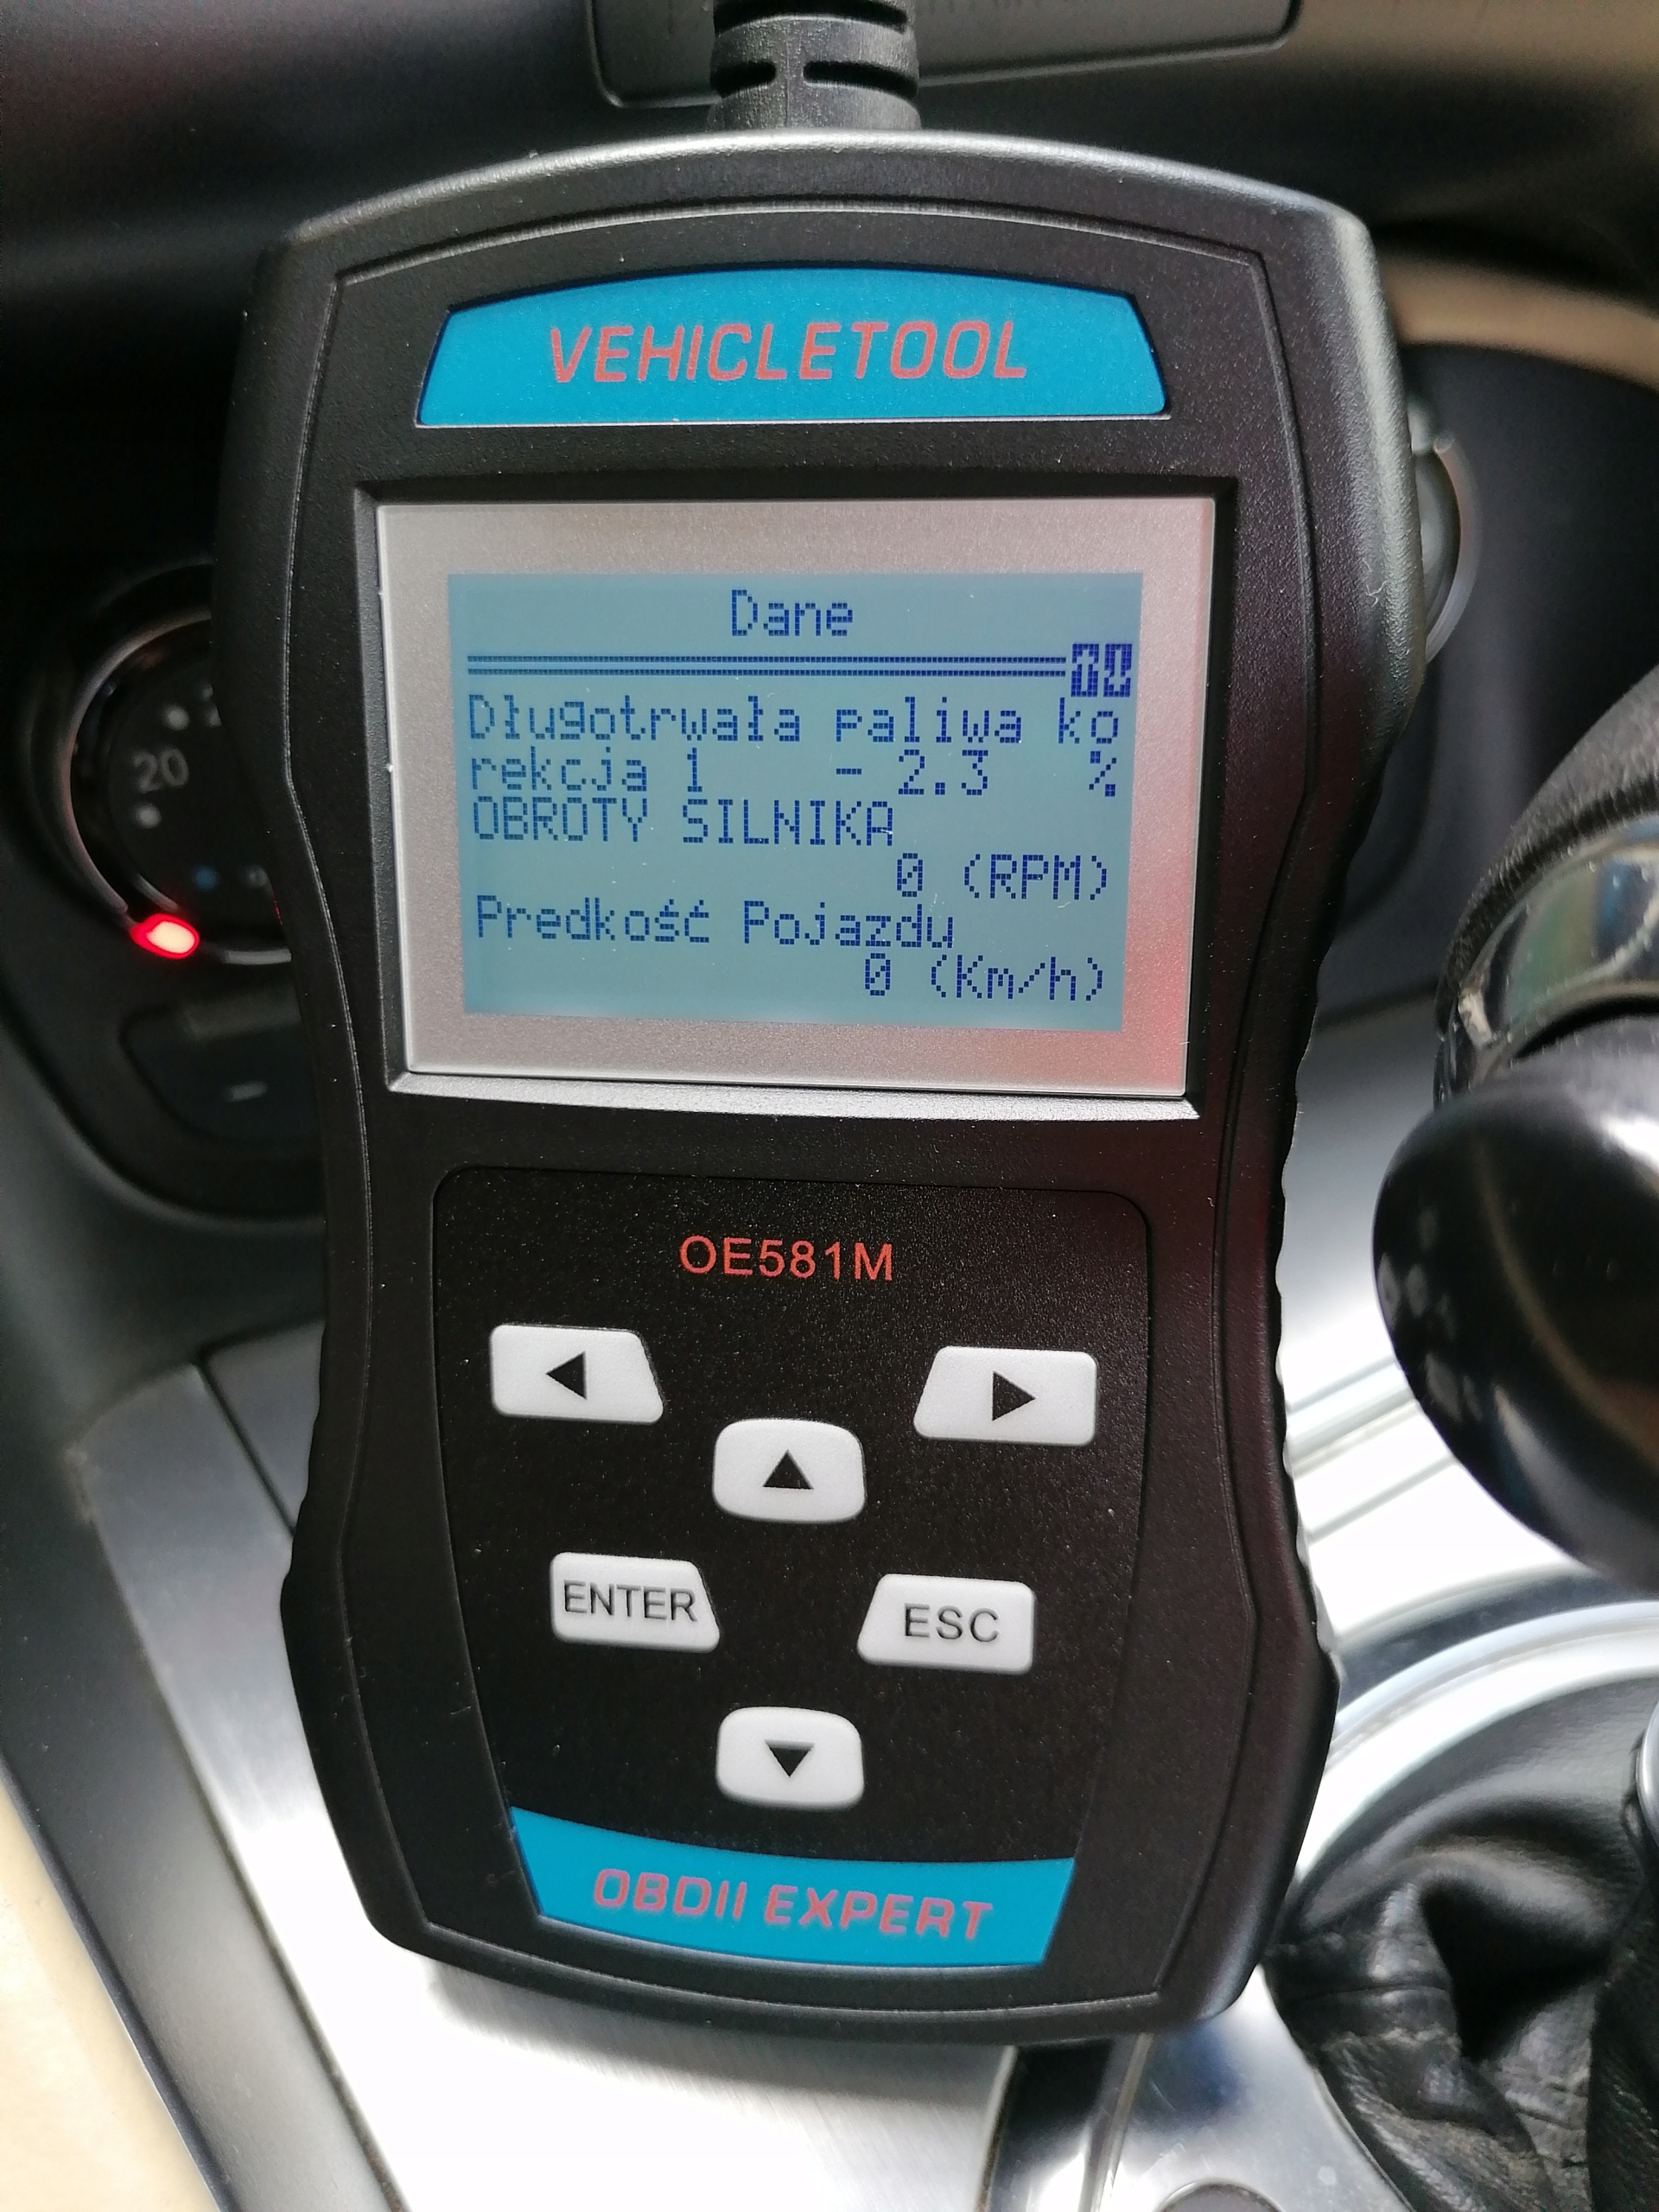 VEHICLETOOL
20
Dane
Długotrwała paliwa ko
rekcja 1 - 2.3 %
OBROTY SILNIKA
0 (RPM)
Predkość Pojazdu
0 (Km/h)
OE581M
ENTER
ESC
OBDII EXPERT